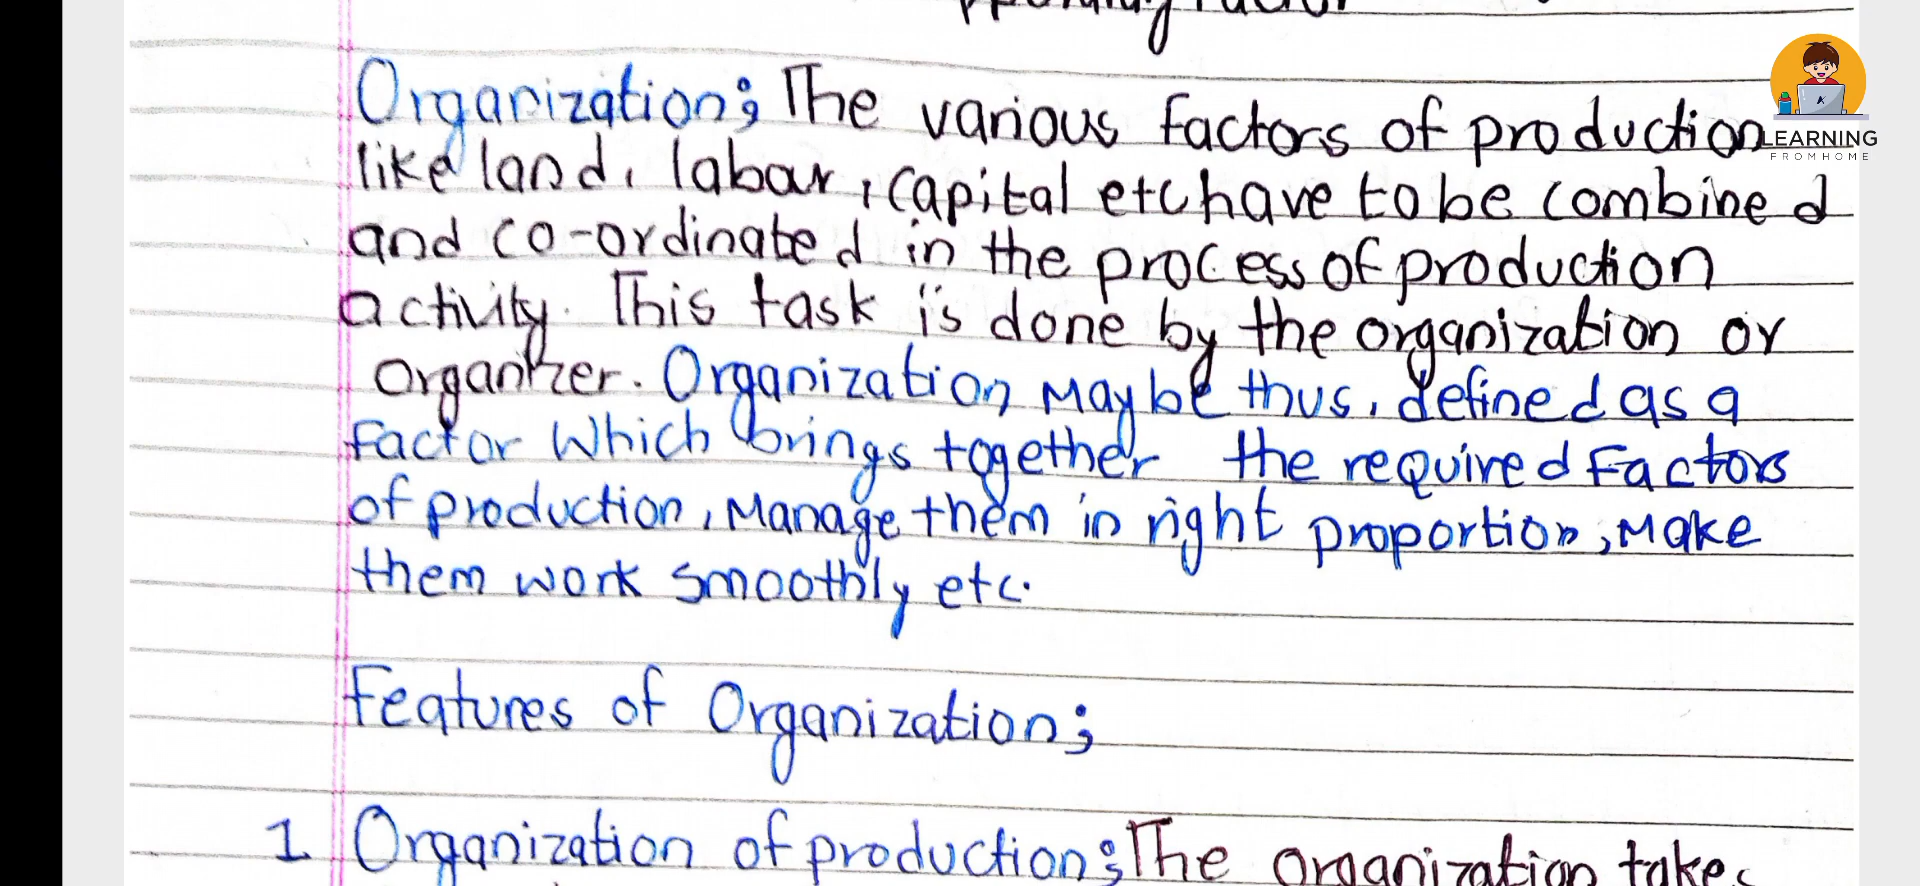 Organization; The various factors of production
like land, labour, capital etc have to be combined
and co-ordinated in the process of production
activity. This task is done by the organization or
organizer. Organization May be thus, defined as a
Factor Which brings together the required Factors
of production, Manage them in right proportion, Make
them work smoothly etc.
Features of Organization;
1 Organization of production; The organization takes
LEARNING
FROMHOME